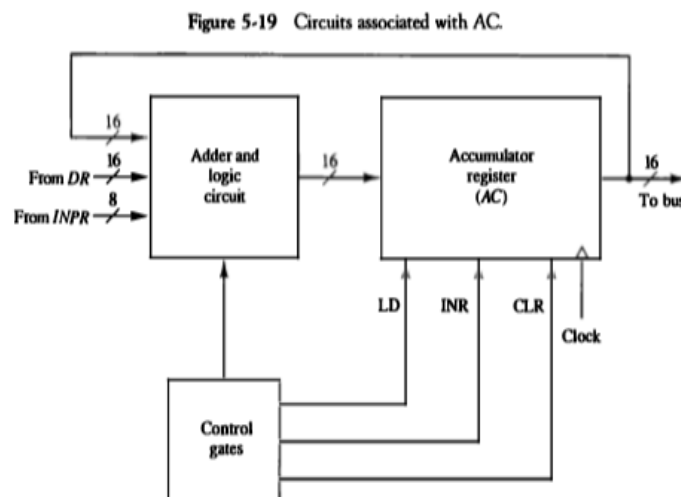 Figure 5-19 Circuits associated with AC.
16
16
From DR
8
From INPR
Adder and
logic
circuit
16
Accumulator
register
(AC)
16
To bus
LD
INR
CLR
Clock
Control
gates